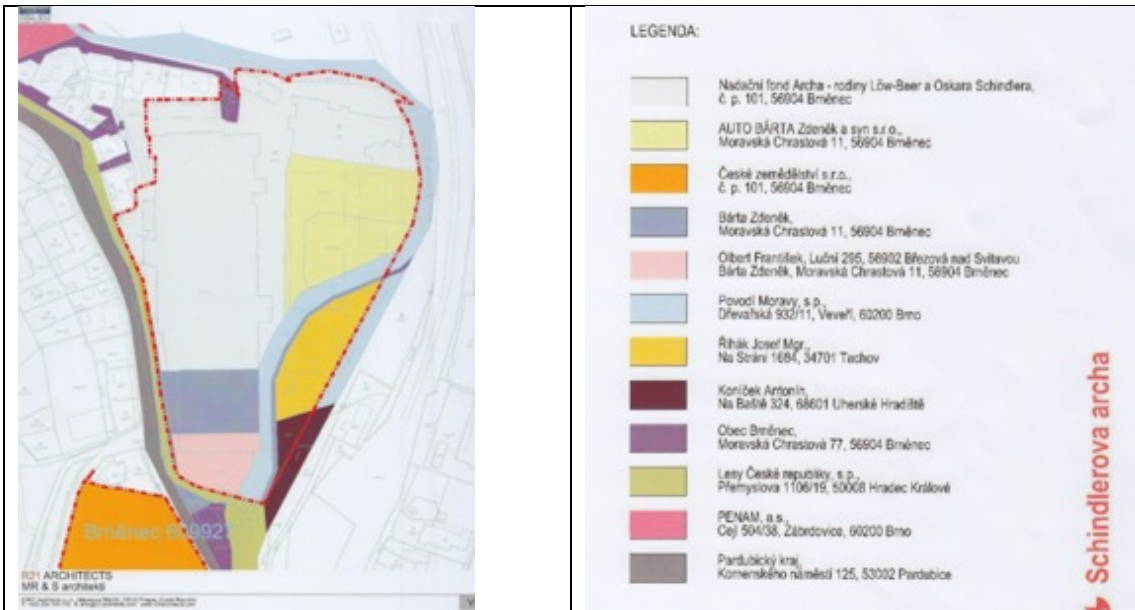 Brněnec 609927
R21 ARCHITECTS
MR & S architekti
LEGENDA:
Nadační fond Archa - rodiny Löw-Beer a Oskara Schindlera,
č. p. 101, 56904 Brněnec
AUTO BÁRTA Zdeněk a syn s.r.o.,
Moravská Chrastová 11, 56904 Brněnec
České zemědělství s.r.o.,
č. p. 101, 56904 Brněnec
Bárta Zdeněk,
Moravská Chrastová 11, 56904 Brněnec
Olbert František, Luční 295, 56902 Březová nad Svitavou
Bárta Zdeněk, Moravská Chrastová 11, 56904 Brněnec
Povodí Moravy, s.p.,
Dřevařská 932/11, Veveří, 60200 Brno
Řihák Josef Mgr.,
Na Stráni 1684, 34701 Tachov
Koníček Antonín,
Na Baště 324, 68601 Uherské Hradiště
Obec Brněnec,
Moravská Chrastová 77, 56904 Brněnec
Lesy České republiky, s.p.,
Přemyslova 1106/19, 50008 Hradec Králové
PENAM, a.s.,
Cejl 504/38, Zábrdovice, 60200 Brno
Pardubický kraj,
Komenského náměstí 125, 53002 Pardubice
Schindlerova archa